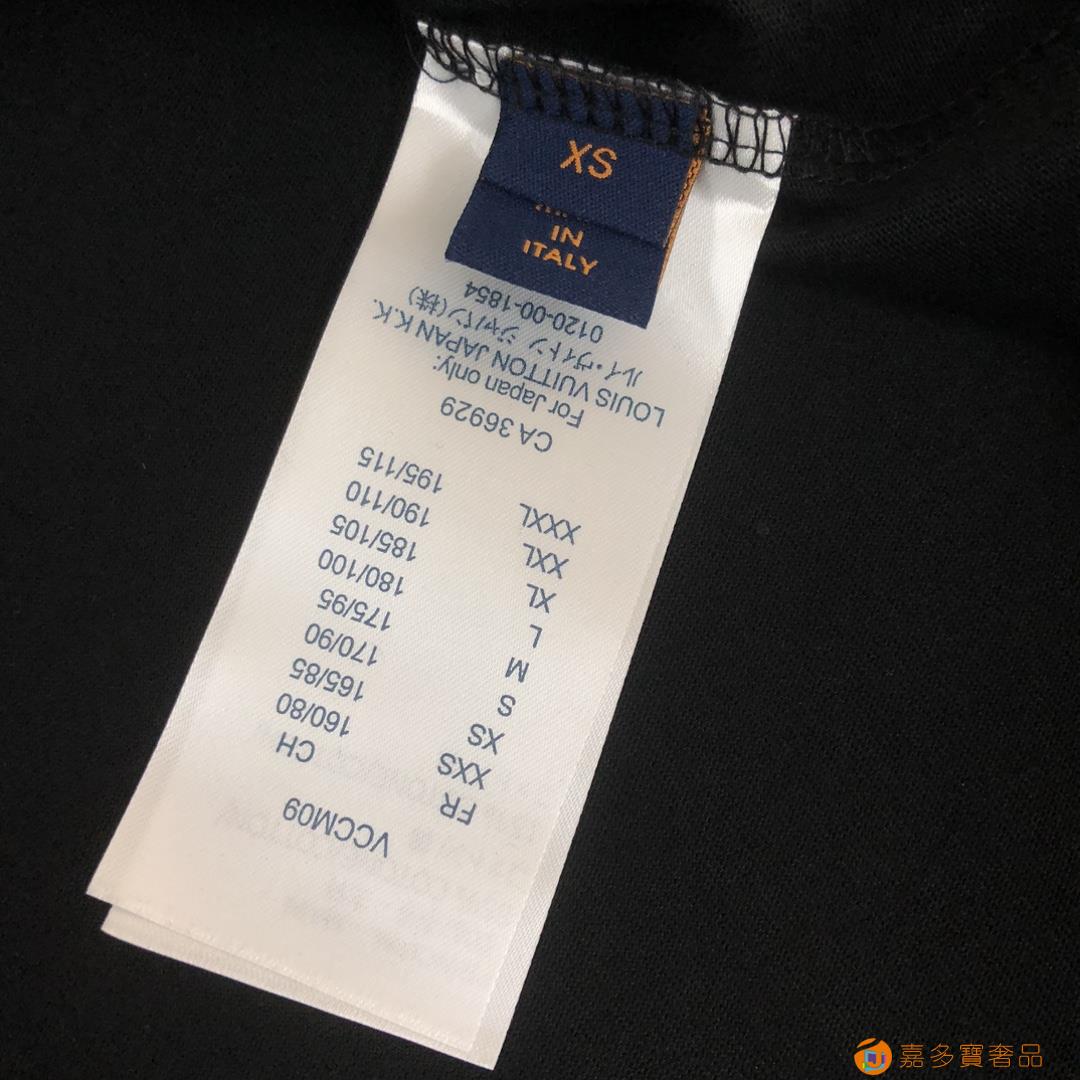 XS
IN
ITALY
VCCM09
FR CH
XXS 160/80
XS 165/85
S 170/90
M 175/95
L 180/100
XL 185/105
XXL 190/110
XXXL 195/115
CA 36929
For Japan only:
LOUIS VUITTON JAPAN K.K.
ルイ・ヴィトン ジャパン(株)
0120-00-1854
嘉多寶奢品